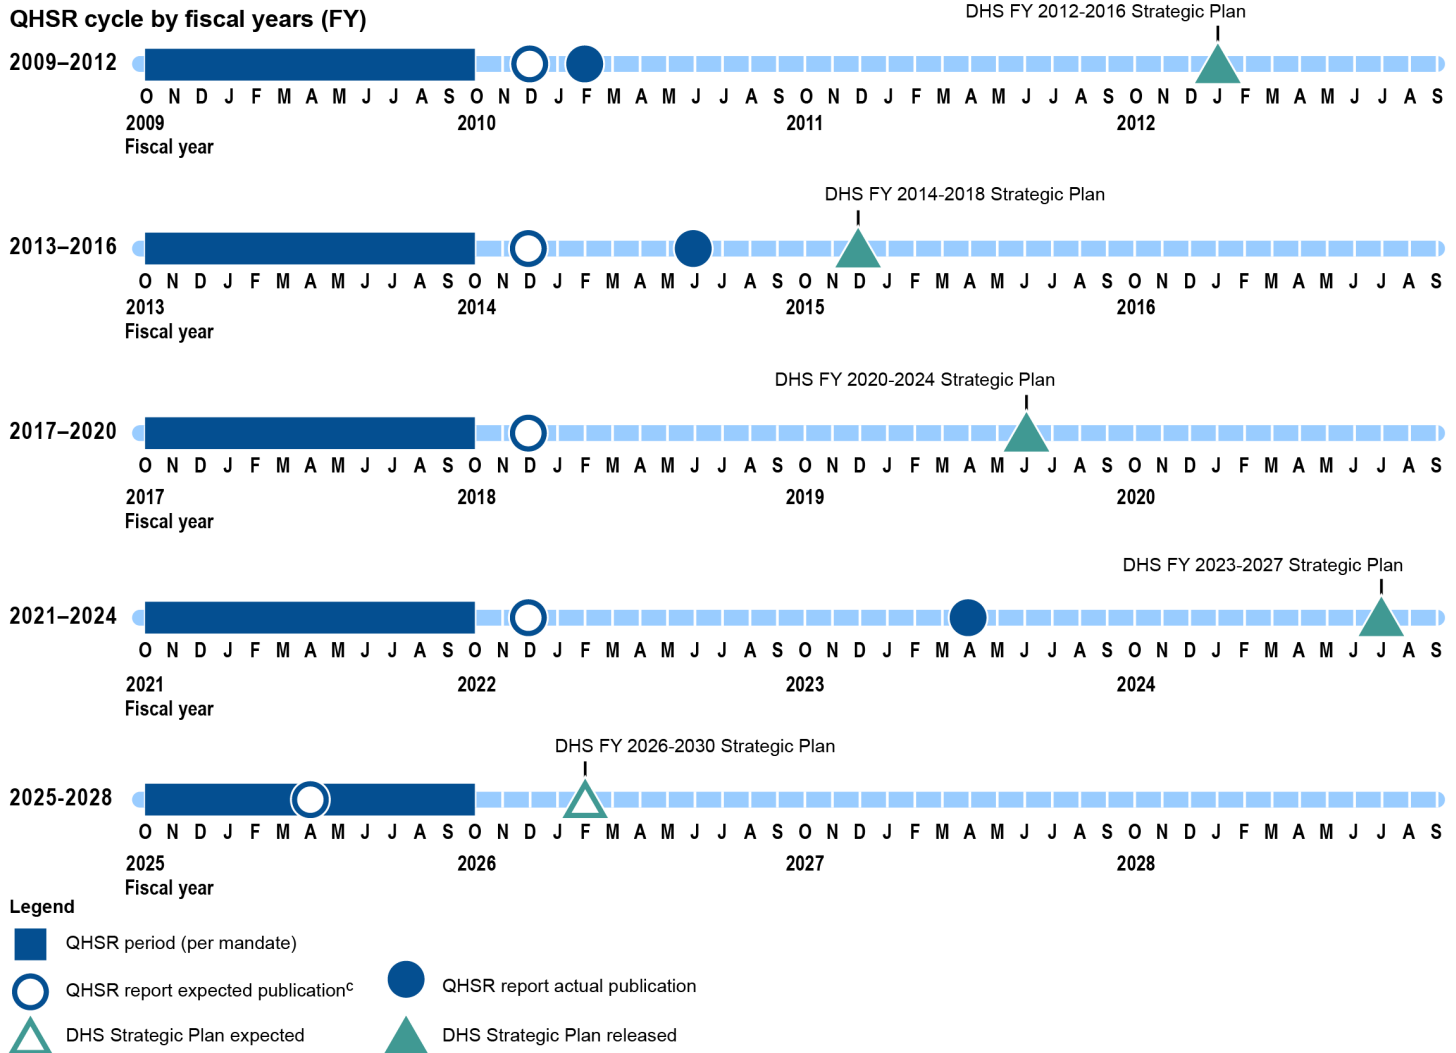 QHSR cycle by fiscal years (FY)
DHS FY 2012-2016 Strategic Plan
2009–2012
O N D J F M A M J J A S O N D J F M A M J J A S O N D J F M A M J J A S O N D J F M A M J J A S
2009 2010 2011 2012
Fiscal year
DHS FY 2014-2018 Strategic Plan
2013–2016
O N D J F M A M J J A S O N D J F M A M J J A S O N D J F M A M J J A S O N D J F M A M J J A S
2013 2014 2015 2016
Fiscal year
DHS FY 2020-2024 Strategic Plan
2017–2020
O N D J F M A M J J A S O N D J F M A M J J A S O N D J F M A M J J A S O N D J F M A M J J A S
2017 2018 2019 2020
Fiscal year
DHS FY 2023-2027 Strategic Plan
2021–2024
O N D J F M A M J J A S O N D J F M A M J J A S O N D J F M A M J J A S O N D J F M A M J J A S
2021 2022 2023 2024
Fiscal year
DHS FY 2026-2030 Strategic Plan
2025-2028
O N D J F M A M J J A S O N D J F M A M J J A S O N D J F M A M J J A S O N D J F M A M J J A S
2025 2026 2027 2028
Fiscal year
Legend
QHSR period (per mandate)
QHSR report expected publicationᶜ
QHSR report actual publication
DHS Strategic Plan expected
DHS Strategic Plan released